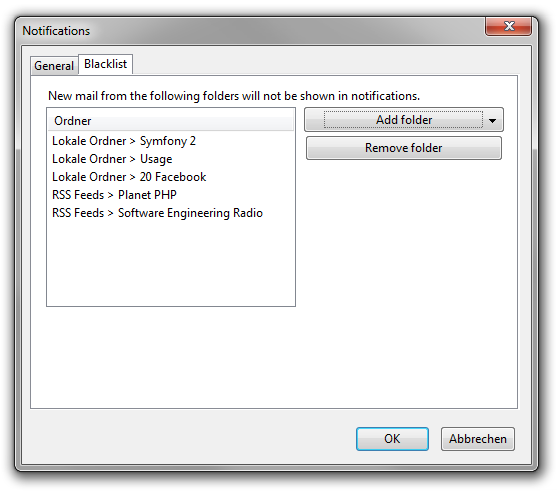 Notifications
General
Blacklist
New mail from the following folders will not be shown in notifications.
Ordner
Add folder
Lokale Ordner > Symfony 2
Remove folder
Lokale Ordner > Usage
Lokale Ordner > 20 Facebook
RSS Feeds > Planet PHP
RSS Feeds > Software Engineering Radio
OK
Abbrechen